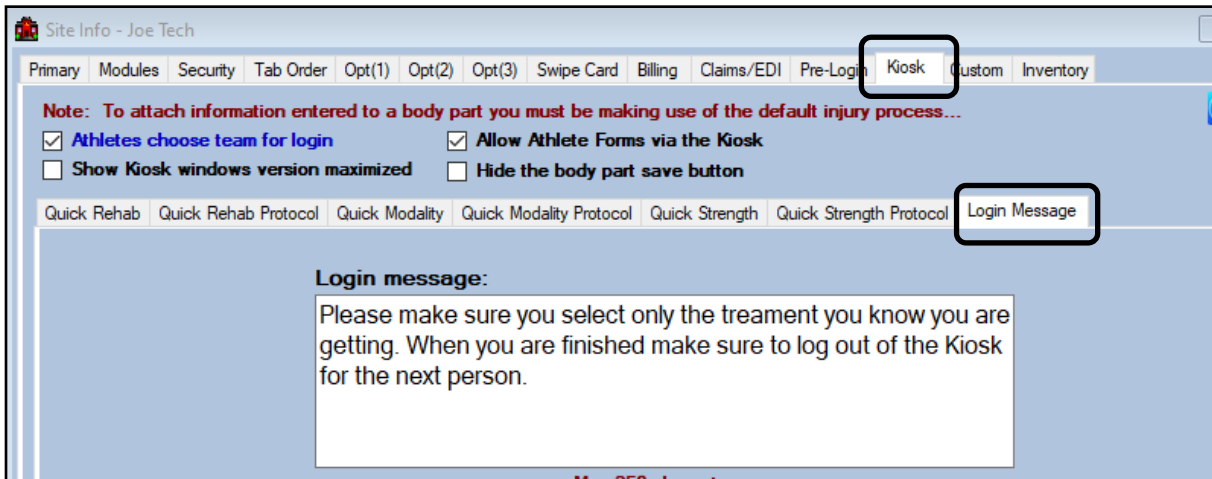 Site Info - Joe Tech
Primary Modules Security Tab Order Opt(1) Opt(2) Opt(3) Swipe Card Billing Claims/EDI Pre-Login Kiosk Custom Inventory
Note: To attach information entered to a body part you must be making use of the default injury process...
Athletes choose team for login Allow Athlete Forms via the Kiosk
Show Kiosk windows version maximized Hide the body part save button
Quick Rehab Quick Rehab Protocol Quick Modality Quick Modality Protocol Quick Strength Quick Strength Protocol Login Message
Login message:
Please make sure you select only the treament you know you are
getting. When you are finished make sure to log out of the Kiosk
for the next person.